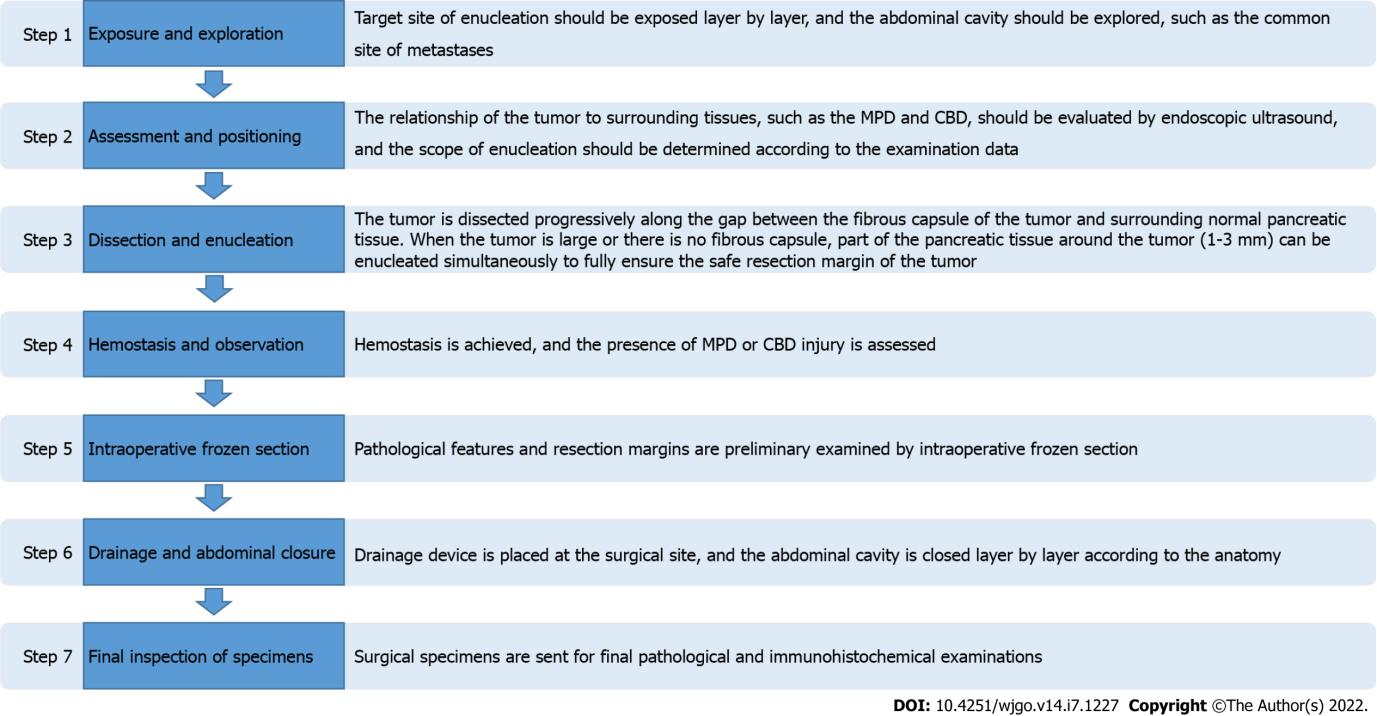 Step 1
Exposure and exploration
Target site of enucleation should be exposed layer by layer, and the abdominal cavity should be explored, such as the common
site of metastases
Step 2
Assessment and positioning
The relationship of the tumor to surrounding tissues, such as the MPD and CBD, should be evaluated by endoscopic ultrasound,
and the scope of enucleation should be determined according to the examination data
Step 3
Dissection and enucleation
The tumor is dissected progressively along the gap between the fibrous capsule of the tumor and surrounding normal pancreatic
tissue. When the tumor is large or there is no fibrous capsule, part of the pancreatic tissue around the tumor (1-3 mm) can be
enucleated simultaneously to fully ensure the safe resection margin of the tumor
Step 4
Hemostasis and observation
Hemostasis is achieved, and the presence of MPD or CBD injury is assessed
Step 5
Intraoperative frozen section
Pathological features and resection margins are preliminary examined by intraoperative frozen section
Step 6
Drainage and abdominal closure
Drainage device is placed at the surgical site, and the abdominal cavity is closed layer by layer according to the anatomy
Step 7
Final inspection of specimens
Surgical specimens are sent for final pathological and immunohistochemical examinations
DOI: 10.4251/wjgo.v14.i7.1227 Copyright ©The Author(s) 2022.